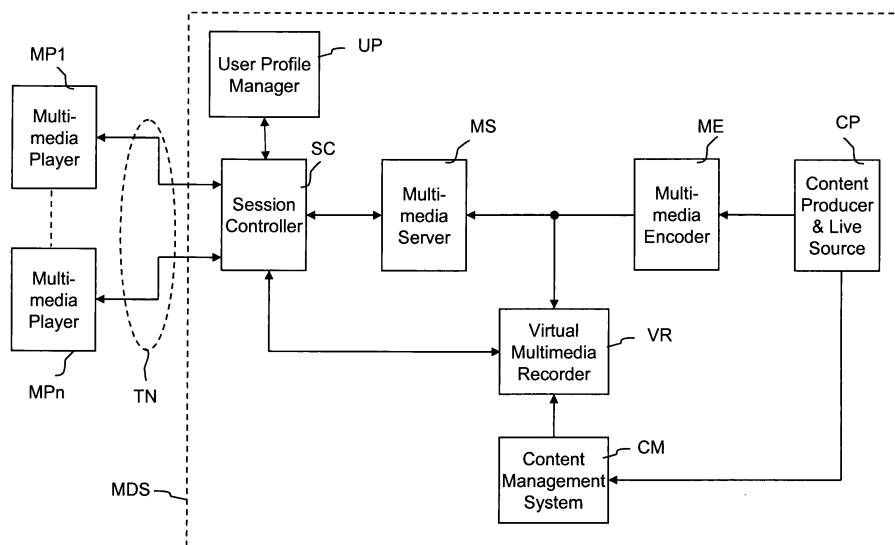 MP1
Multi-
media
Player
User Profile
Manager
UP
SC
Session
Controller
MS
Multi-
media
Server
ME
Multi-
media
Encoder
CP
Content
Producer
& Live
Source
Multi-
media
Player
MPn
TN
Virtual
Multimedia
Recorder
VR
Content
Management
System
CM
MDS